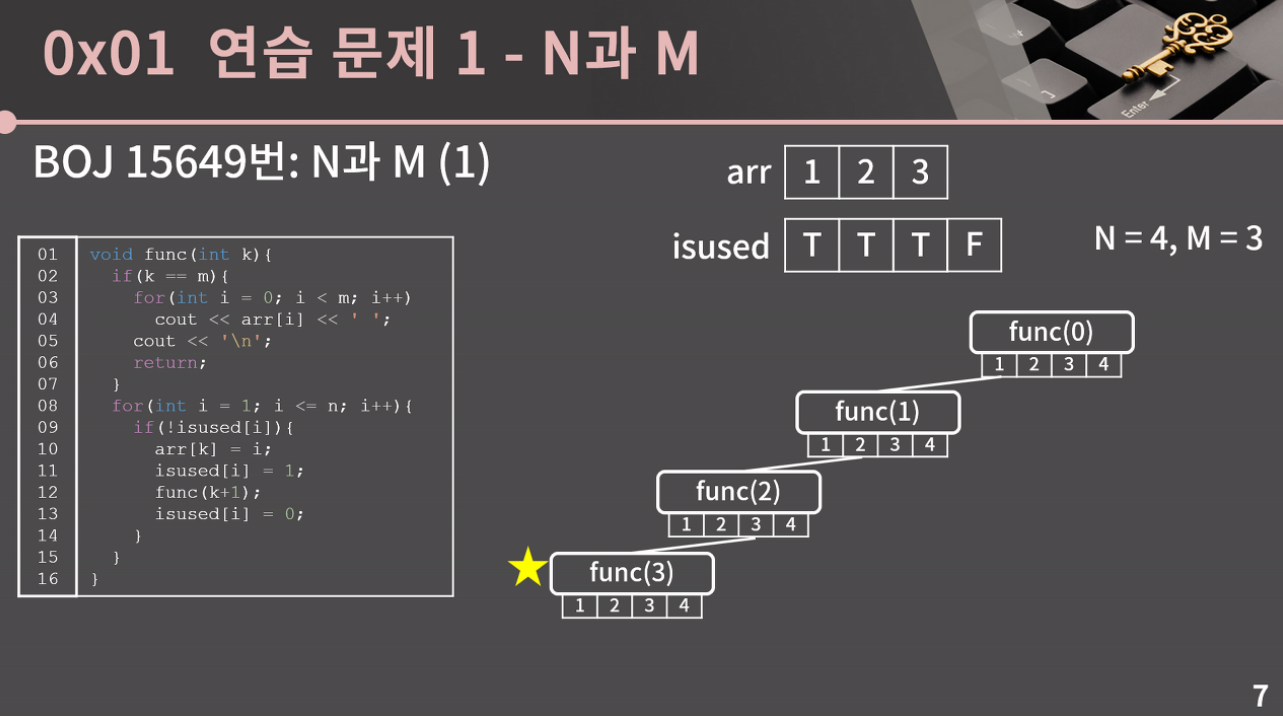 0x01 연습 문제 1 - N과 M
Enter
BOJ 15649번: N과 M (1)
arr 1 2 3
isused T T T F
N = 4, M = 3
01 void func(int k){
02 if(k == m){
03 for(int i = 0; i < m; i++)
04 cout << arr[i] << ' ';
05 cout << '\n';
06 return;
07 }
08 for(int i = 1; i <= n; i++){
09 if(!isused[i]){
10 arr[k] = i;
11 isused[i] = 1;
12 func(k+1);
13 isused[i] = 0;
14 }
15 }
16 }
func(0)
1 2 3 4
func(1)
1 2 3 4
func(2)
1 2 3 4
func(3)
1 2 3 4
7